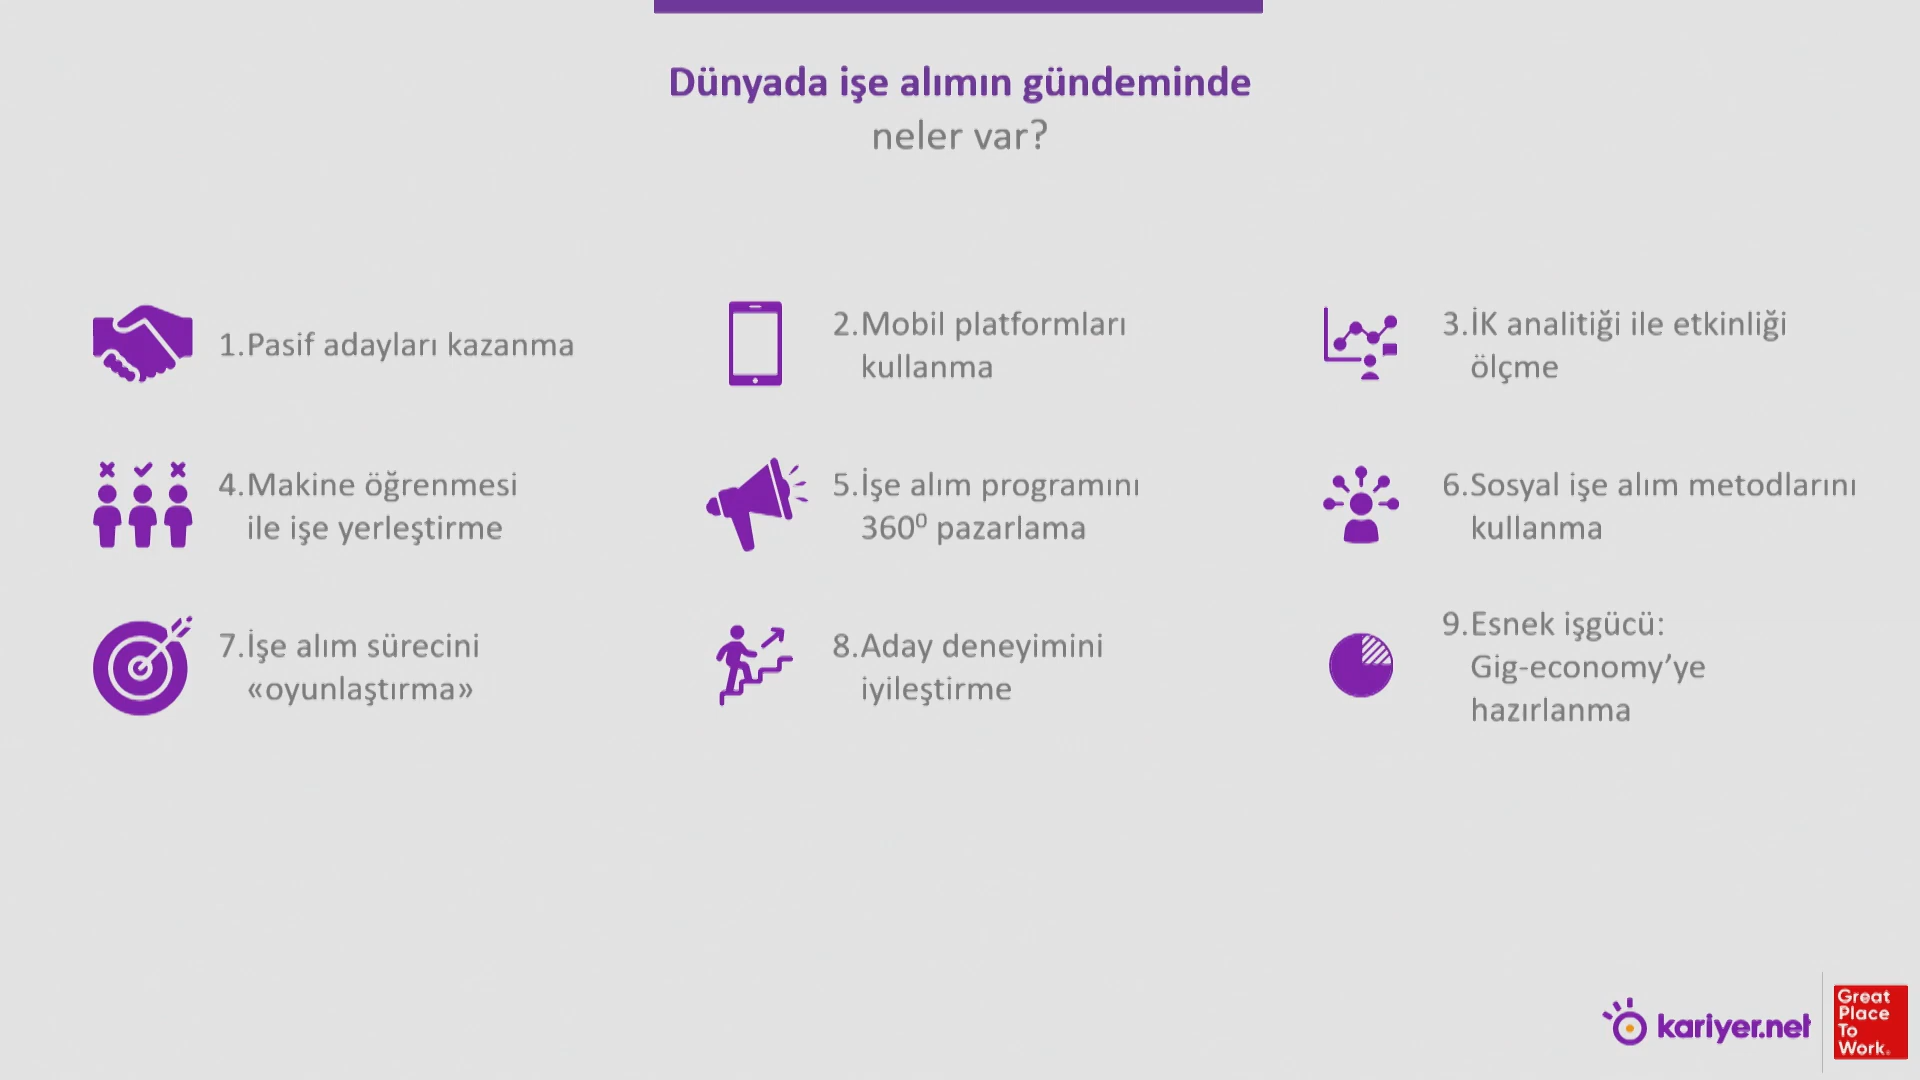 Dünyada işe alımın gündeminde
neler var?
1.Pasif adayları kazanma
2.Mobil platformları
kullanma
3.İK analitiği ile etkinliği
ölçme
4.Makine öğrenmesi
ile işe yerleştirme
5.İşe alım programını
360⁰ pazarlama
6.Sosyal işe alım metodlarını
kullanma
7.İşe alım sürecini
«oyunlaştırma»
8.Aday deneyimini
iyileştirme
9.Esnek işgücü:
Gig-economy’ye
hazırlanma
kariyer.net
Great
Place
To
Work.